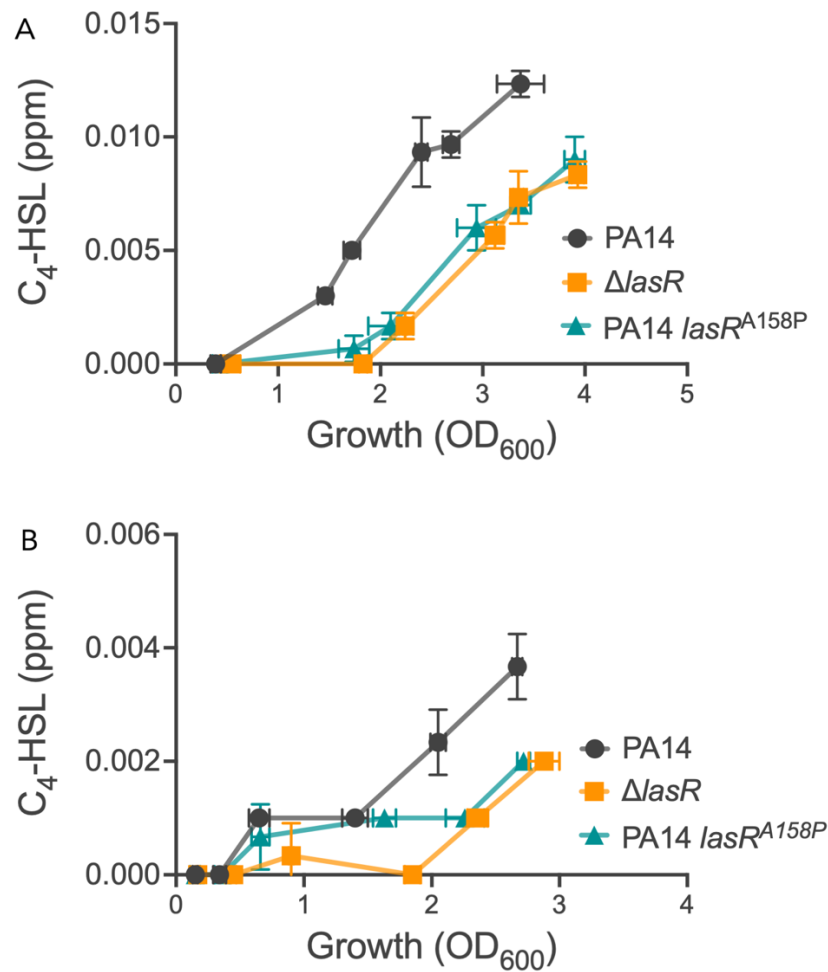 A
C₄-HSL (ppm)
0.015
0.010
0.005
0.000
0 1 2 3 4 5
Growth (OD₆₀₀)
PA14
ΔlasR
PA14 lasRᴬ¹⁵⁸ᴾ
B
C₄-HSL (ppm)
0.006
0.004
0.002
0.000
0 1 2 3 4
Growth (OD₆₀₀)
PA14
ΔlasR
PA14 lasRᴬ¹⁵⁸ᴾ